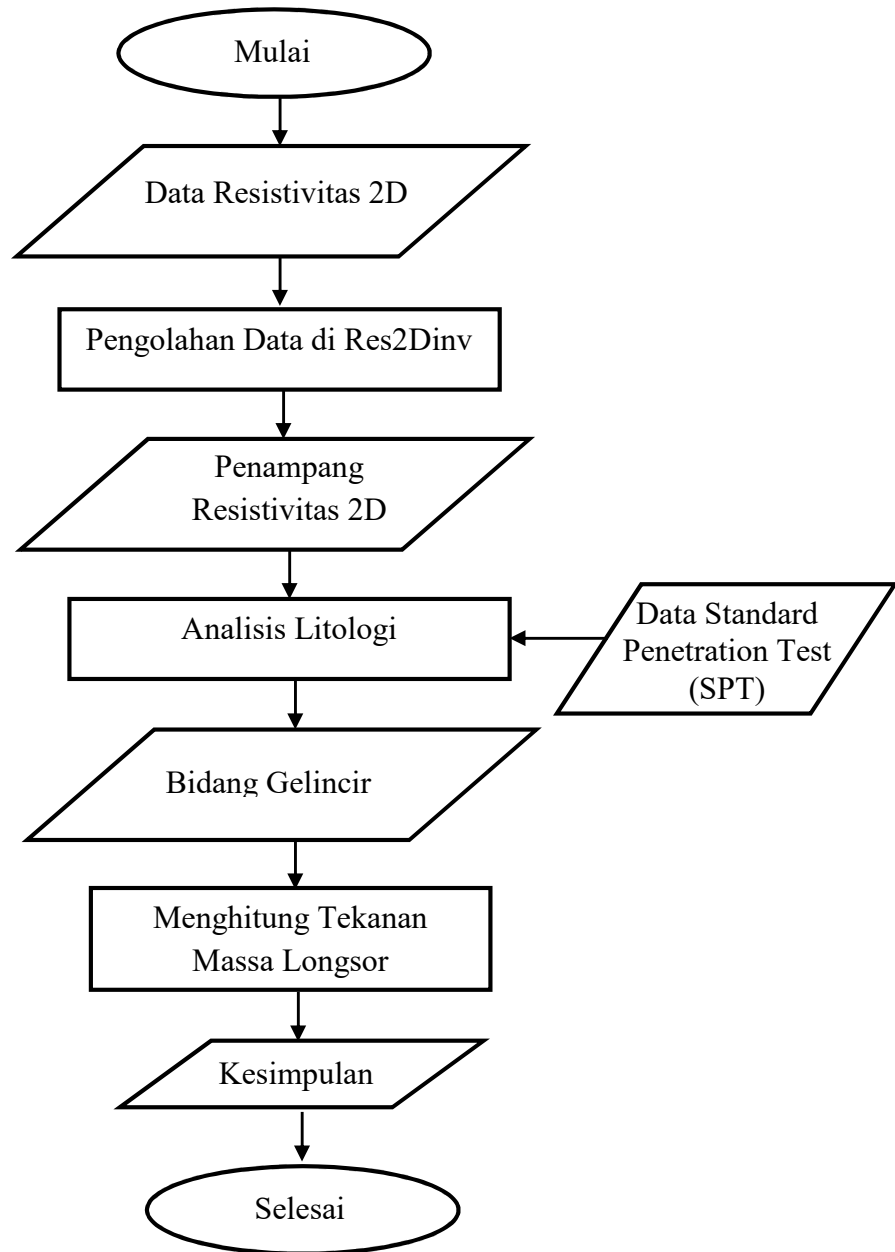 Mulai
Data Resistivitas 2D
Pengolahan Data di Res2Dinv
Penampang
Resistivitas 2D
Analisis Litologi
Data Standard
Penetration Test
(SPT)
Bidang Gelincir
Menghitung Tekanan
Massa Longsor
Kesimpulan
Selesai